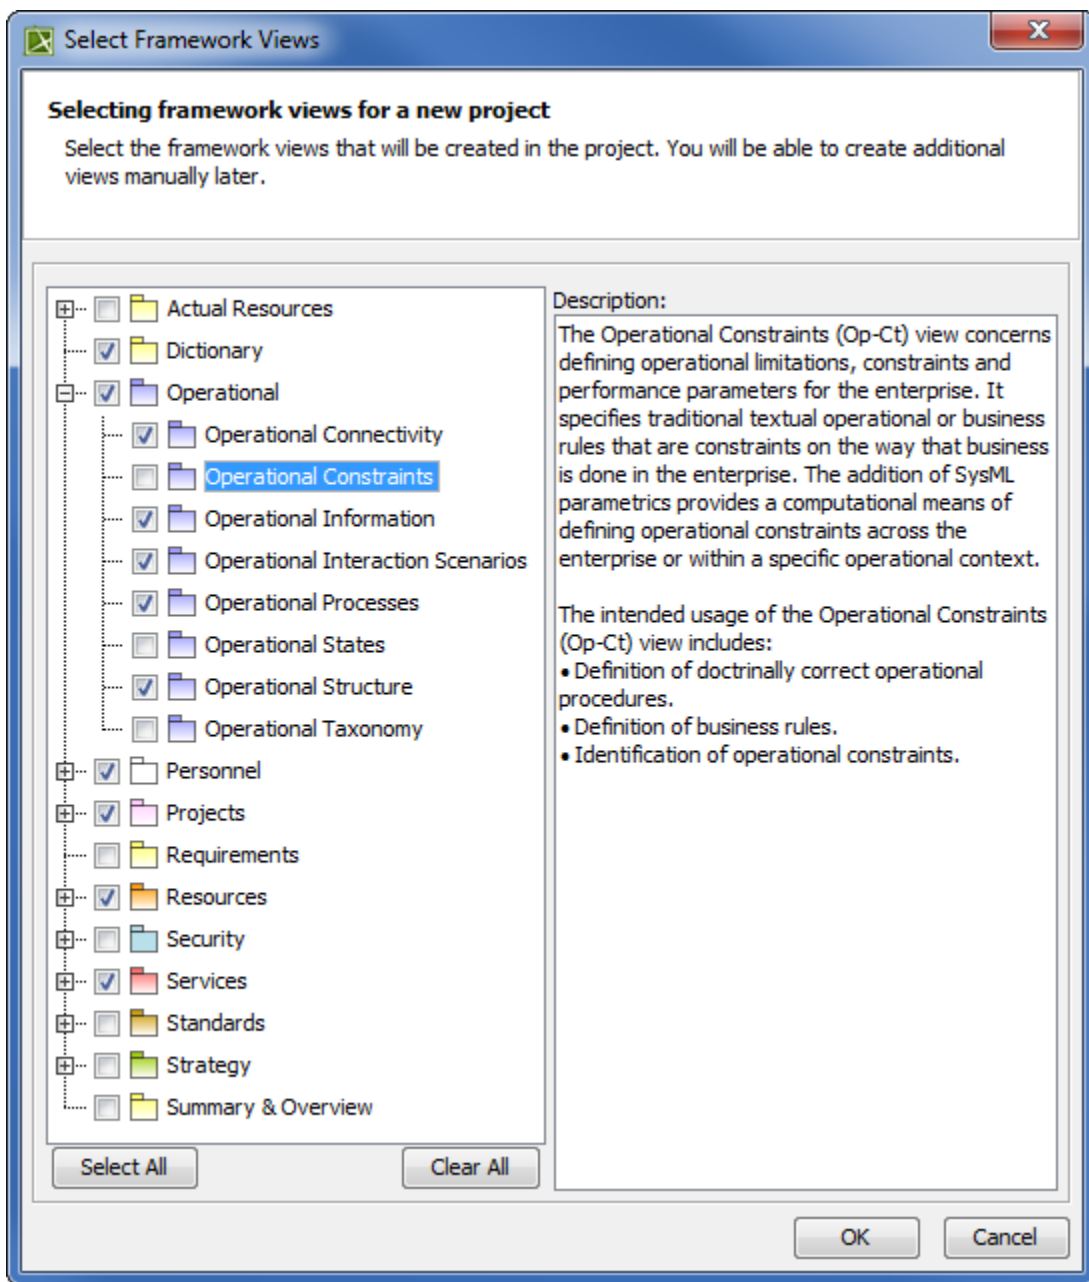 Select Framework Views
Selecting framework views for a new project
Select the framework views that will be created in the project. You will be able to create additional
views manually later.
Actual Resources
Dictionary
Operational
Operational Connectivity
Operational Constraints
Operational Information
Operational Interaction Scenarios
Operational Processes
Operational States
Operational Structure
Operational Taxonomy
Personnel
Projects
Requirements
Resources
Security
Services
Standards
Strategy
Summary & Overview
Select All
Clear All
Description:
The Operational Constraints (Op-Ct) view concerns
defining operational limitations, constraints and
performance parameters for the enterprise. It
specifies traditional textual operational or business
rules that are constraints on the way that business
is done in the enterprise. The addition of SysML
parametrics provides a computational means of
defining operational constraints across the
enterprise or within a specific operational context.
The intended usage of the Operational Constraints
(Op-Ct) view includes:
• Definition of doctrinally correct operational
procedures.
• Definition of business rules.
• Identification of operational constraints.
OK
Cancel